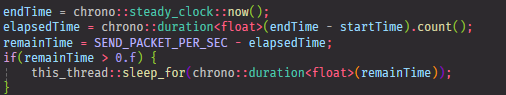 endTime = chrono::steady_clock::now();
elapsedTime = chrono::duration<float>(endTime - startTime).count();
remainTime = SEND_PACKET_PER_SEC - elapsedTime;
if(remainTime > 0.f) {
    this_thread::sleep_for(chrono::duration<float>(remainTime));
}